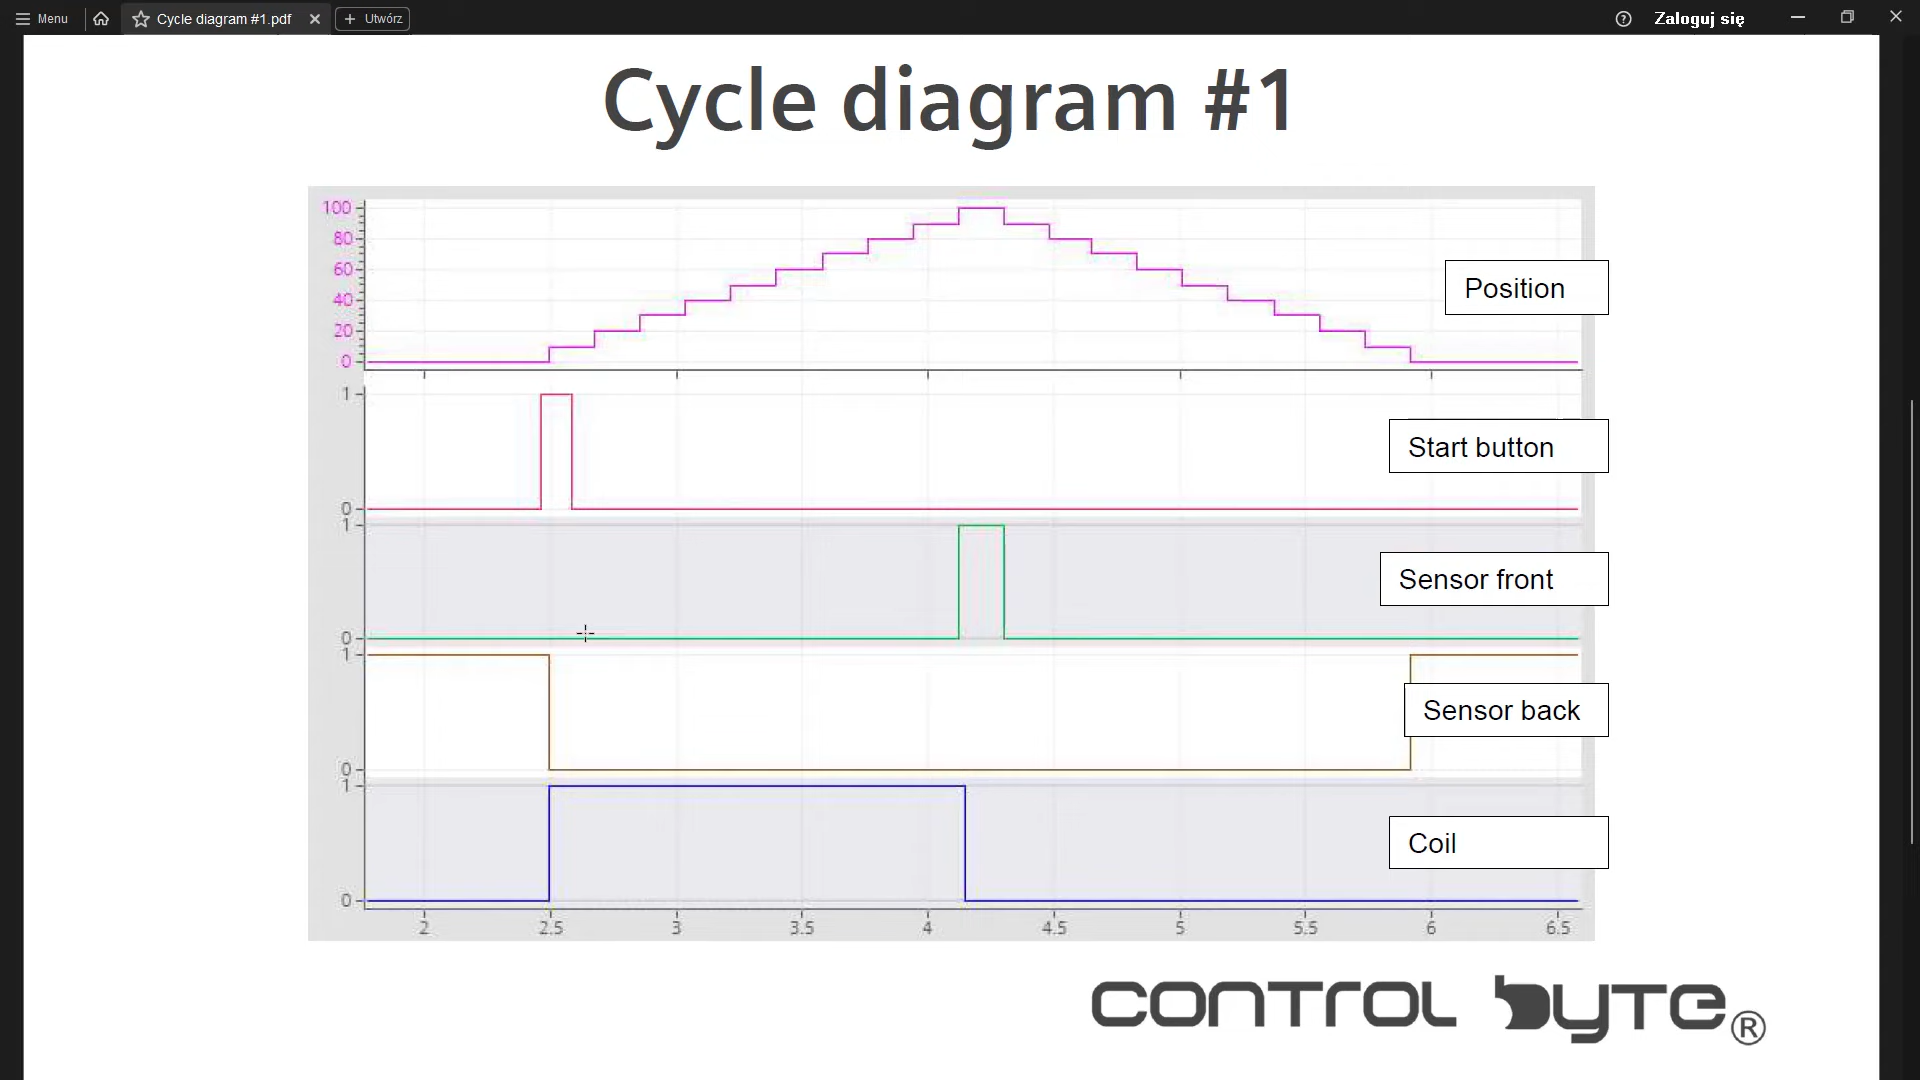 Menu
Cycle diagram #1.pdf
Utwórz
Zaloguj się
Cycle diagram #1
100
80
60
40
20
0
Position
1
0
Start button
1
0
Sensor front
1
0
Sensor back
1
0
Coil
2 2.5 3 3.5 4 4.5 5 5.5 6 6.5
control byte®